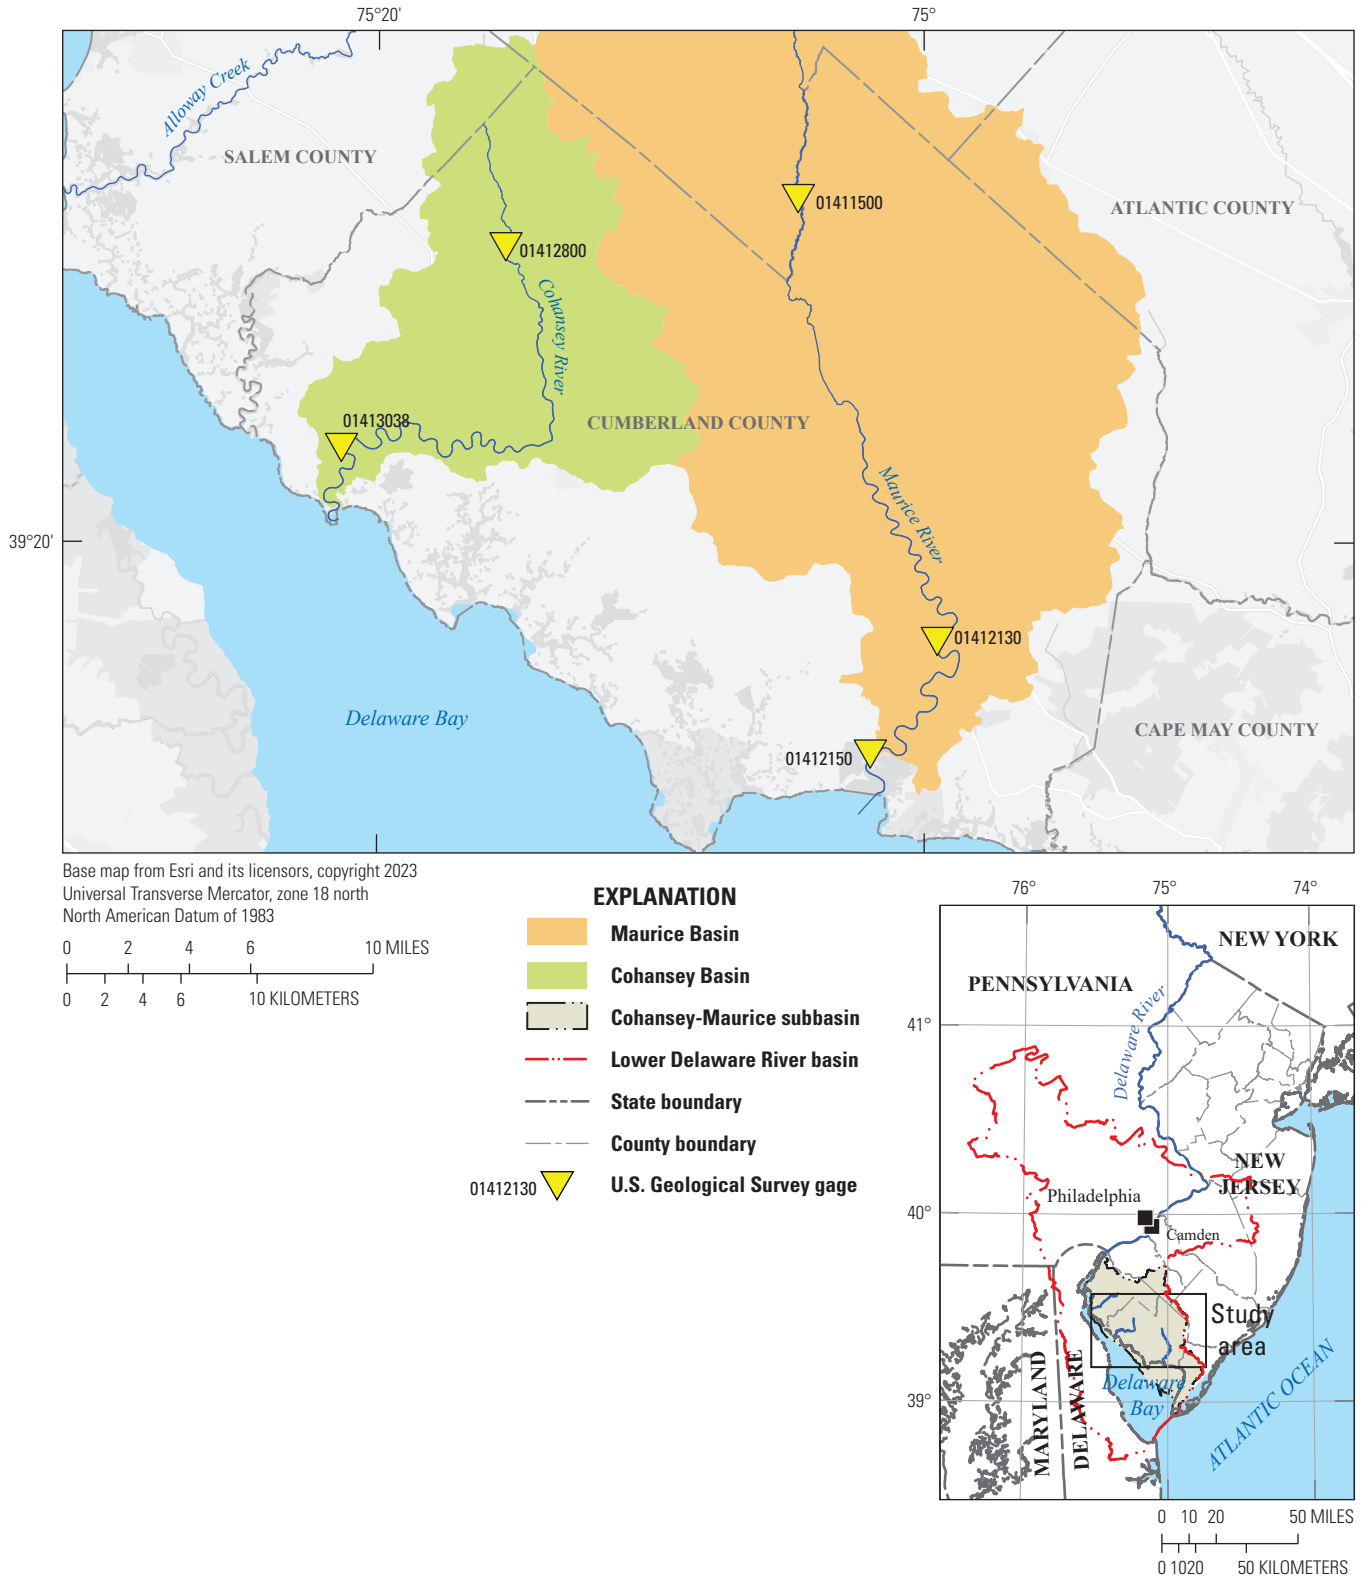 75°20'
75°
Alloway Creek
SALEM COUNTY
01411500
ATLANTIC COUNTY
01412800
Cohansey River
01413038
CUMBERLAND COUNTY
Maurice River
39°20'
01412130
Delaware Bay
CAPE MAY COUNTY
01412150
Base map from Esri and its licensors, copyright 2023
Universal Transverse Mercator, zone 18 north
North American Datum of 1983
0 2 4 6 10 MILES
0 2 4 6 10 KILOMETERS
EXPLANATION
Maurice Basin
Cohansey Basin
Cohansey-Maurice subbasin
Lower Delaware River basin
State boundary
County boundary
01412130 U.S. Geological Survey gage
76° 75° 74°
NEW YORK
PENNSYLVANIA
Delaware River
41°
NEW
JERSEY
Philadelphia
40°
Camden
Study
area
MARYLAND
DELAWARE
Delaware
Bay
39°
ATLANTIC OCEAN
0 10 20 50 MILES
0 10 20 50 KILOMETERS